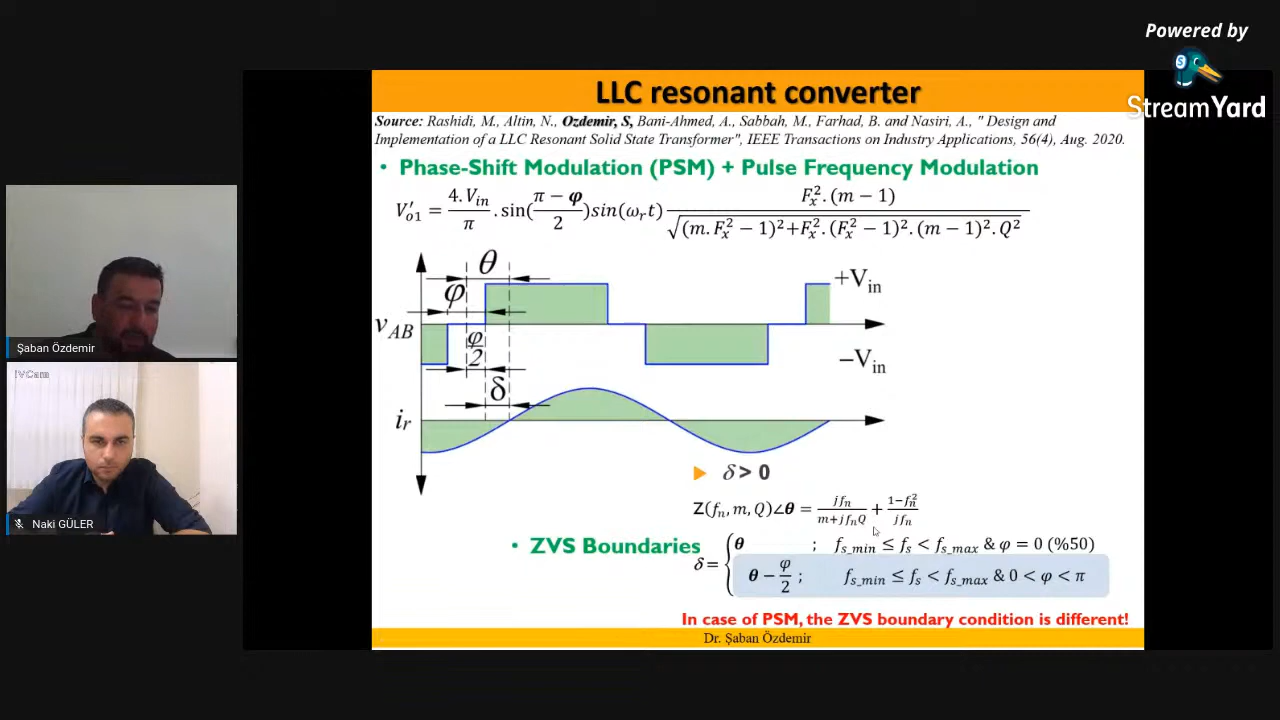 Powered by
S
StreamYard
LLC resonant converter
Source: Rashidi, M., Altin, N., Ozdemir, S, Bani-Ahmed, A., Sabbah, M., Farhad, B. and Nasiri, A., " Design and
Implementation of a LLC Resonant Solid State Transformer", IEEE Transactions on Industry Applications, 56(4), Aug. 2020.
• Phase-Shift Modulation (PSM) + Pulse Frequency Modulation
V'o1 = 4.Vin/π .sin((π − φ)/2)sin(ωrt) Fx².(m − 1)/√((m.Fx² − 1)²+Fx².(Fx² − 1)².(m − 1)².Q²)
θ
+Vin
φ
vAB
φ/2
−Vin
δ
ir
δ > 0
Z(fn, m, Q)∠θ = jfn/(m+jfnQ) + (1−fn²)/jfn
• ZVS Boundaries
δ = { θ ; fs_min ≤ fs < fs_max & φ = 0 (%50)
θ − φ/2 ; fs_min ≤ fs < fs_max & 0 < φ < π
In case of PSM, the ZVS boundary condition is different!
Dr. Şaban Özdemir
Şaban Özdemir
iVCam
Naki GÜLER